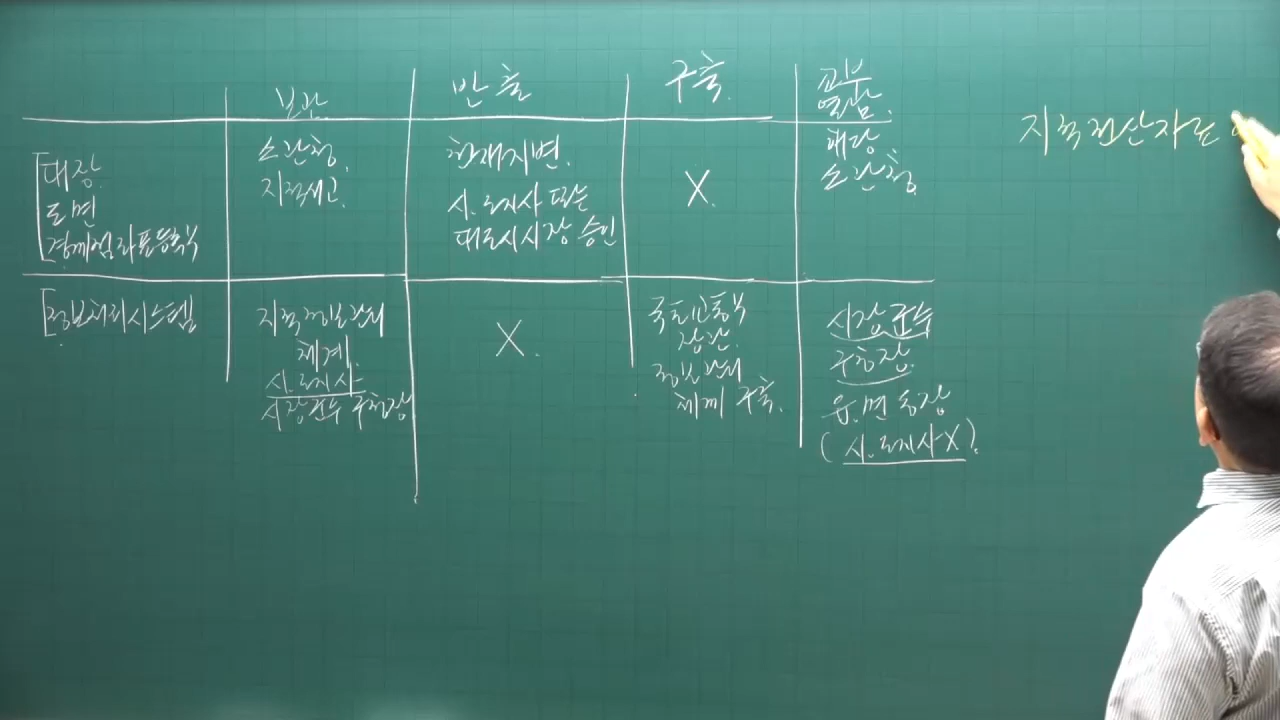 보관
반출
구축.
교부
열람.
[대장.
도면
경계점좌표등록부
소관청.
지적서고.
천재지변.
시.도지사 또는
대도시시장 승인
X.
해당
소관청.
[정보처리시스템
지적정보관리
체계.
시.도지사
시장 군수 구청장
X.
국토교통부
장관.
정보관리
체계 구축.
시장 군수
구청장.
읍.면 동장
(시.도지사X).
지적전산자료